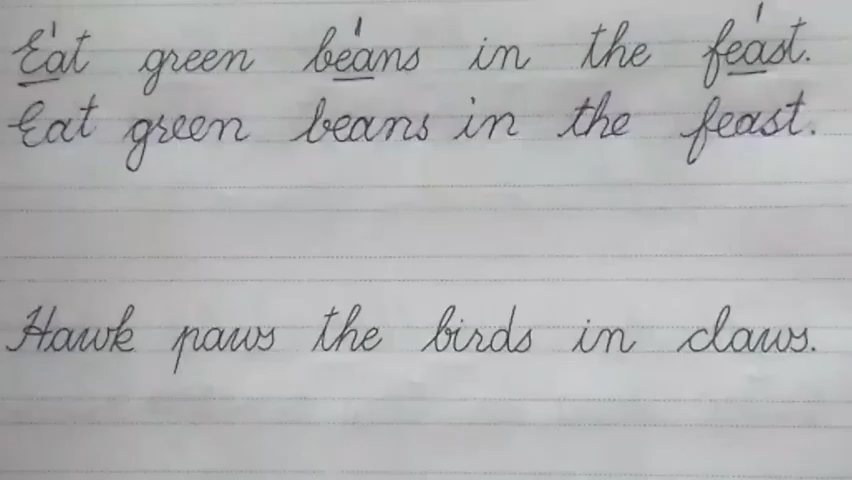 Eat green beans in the feast.
Eat green beans in the feast.
Hawk paws the birds in claws.